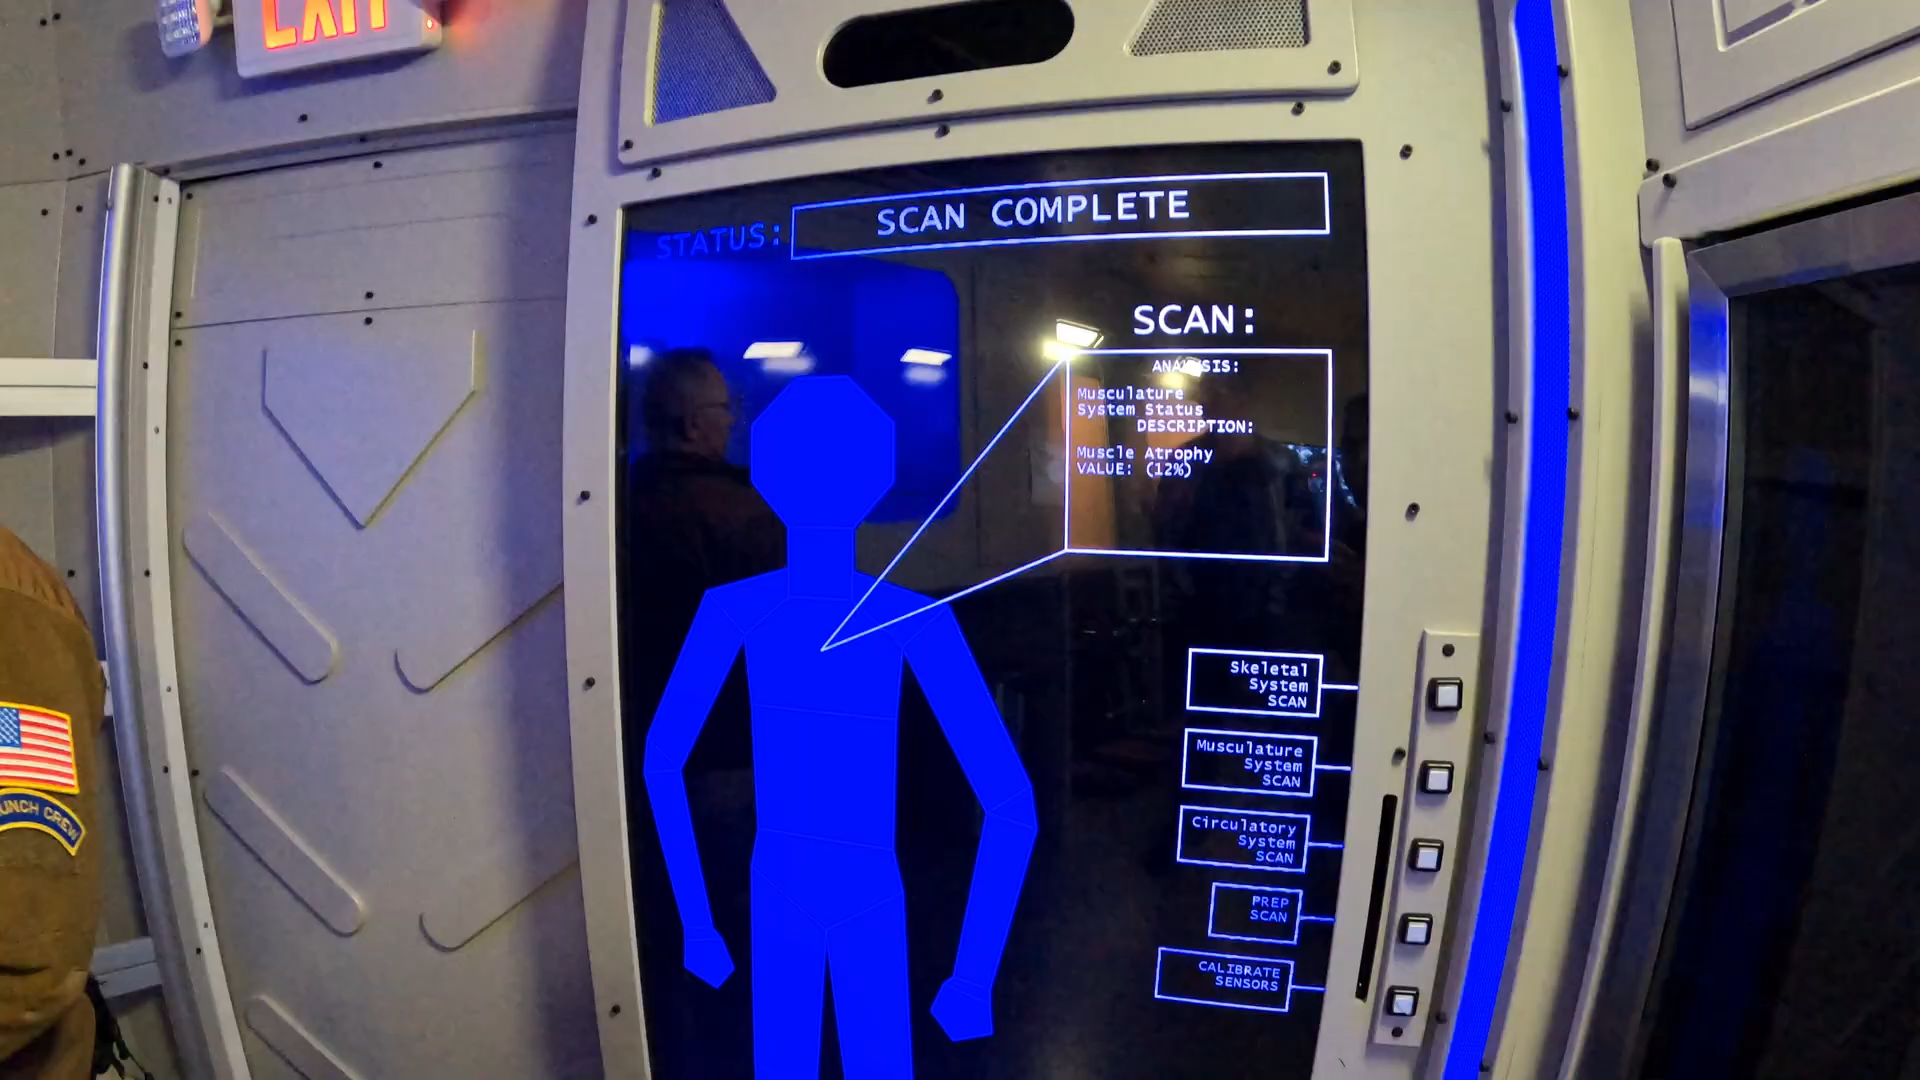 EXIT
STATUS:
SCAN COMPLETE
SCAN:
ANALYSIS:
Musculature
System Status
DESCRIPTION:
Muscle Atrophy
VALUE: (12%)
Skeletal
System
SCAN
Musculature
System
SCAN
Circulatory
System
SCAN
PREP
SCAN
CALIBRATE
SENSORS
CREW